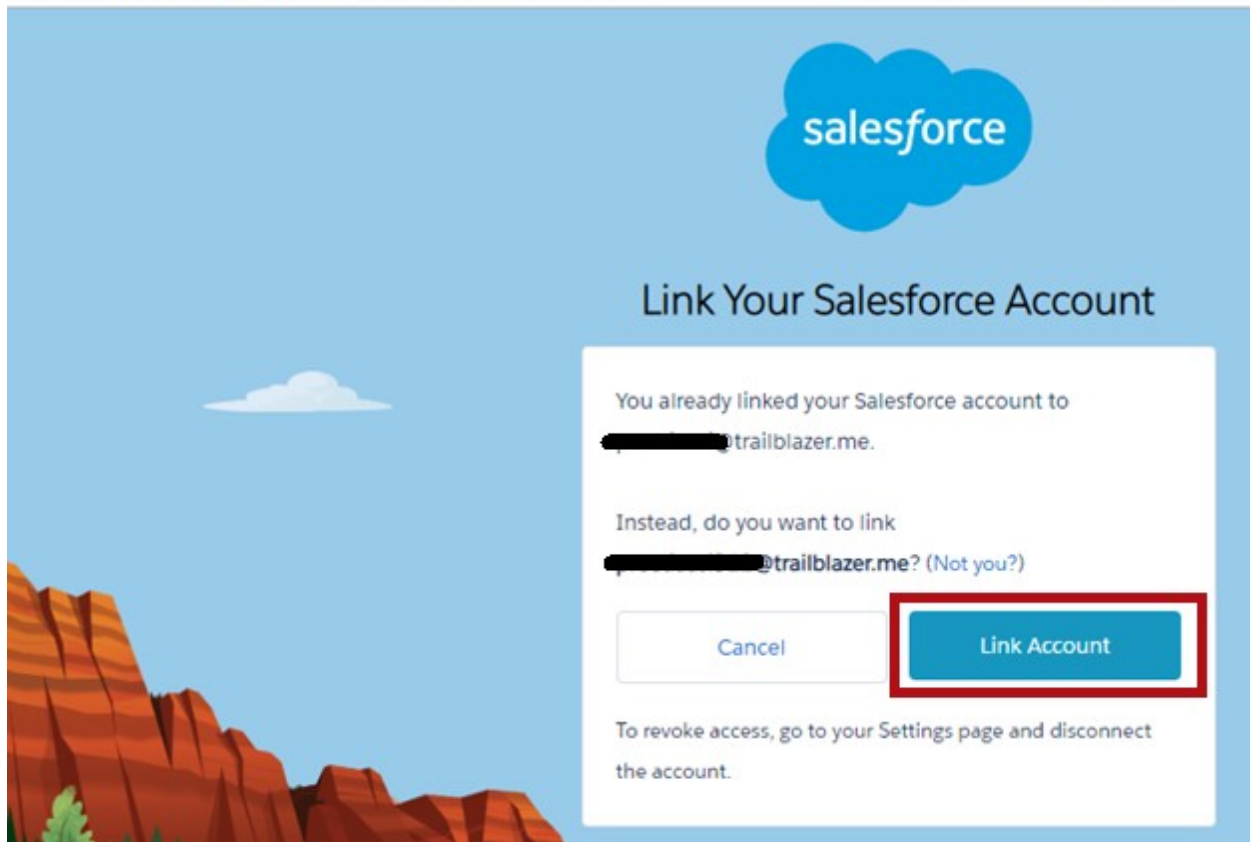 salesforce
Link Your Salesforce Account
You already linked your Salesforce account to
@trailblazer.me.
Instead, do you want to link
@trailblazer.me? (Not you?)
Cancel
Link Account
To revoke access, go to your Settings page and disconnect
the account.